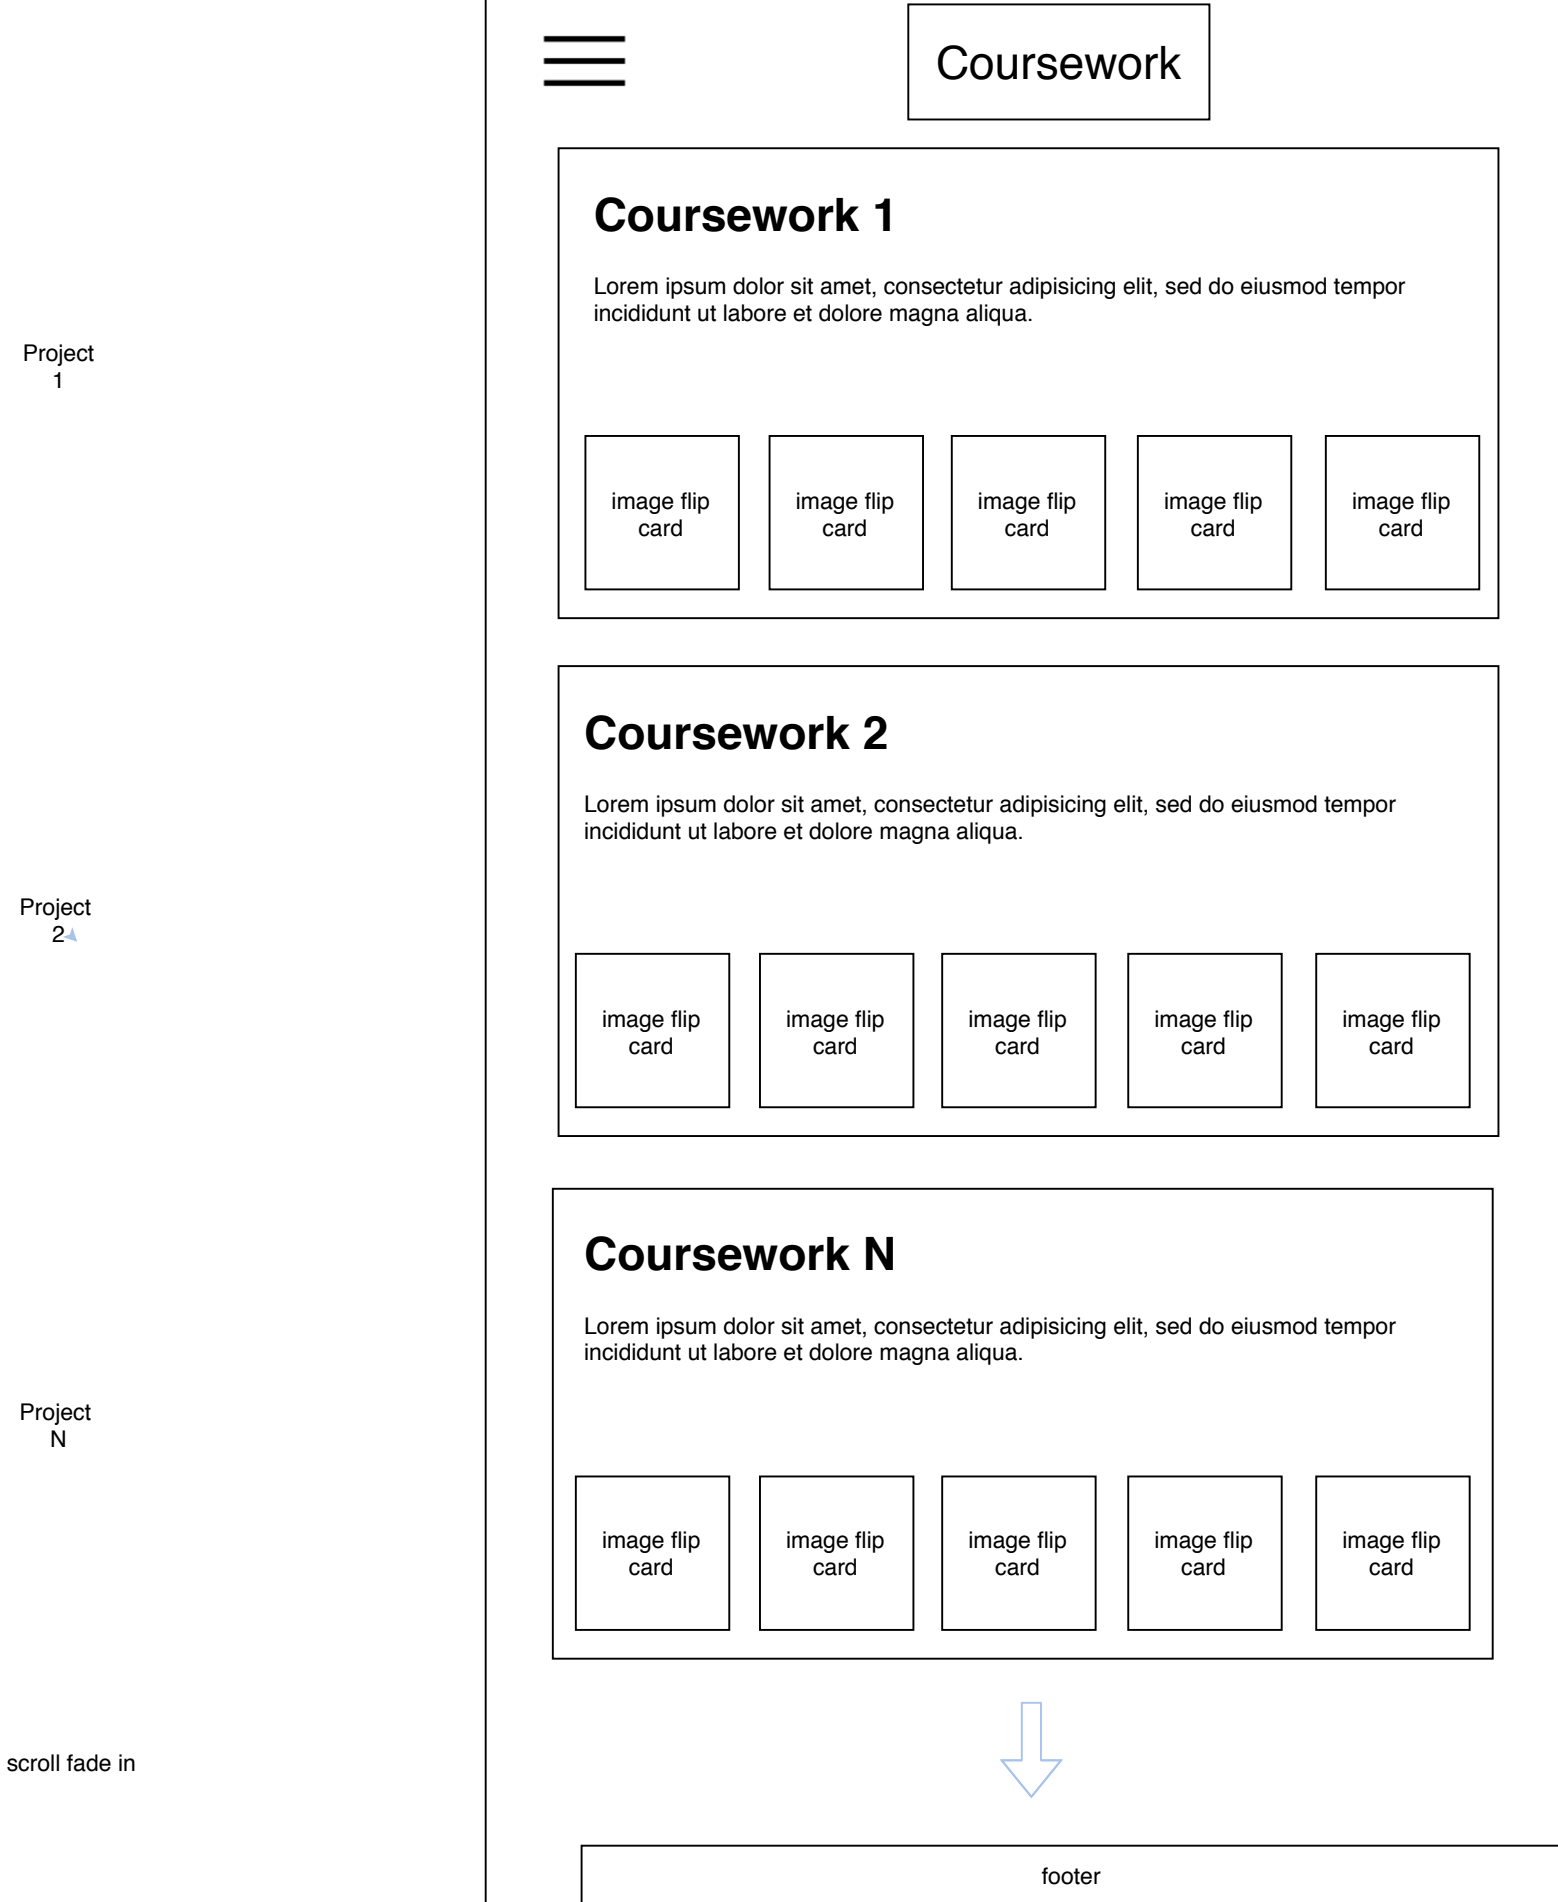 Coursework
Coursework 1
Lorem ipsum dolor sit amet, consectetur adipisicing elit, sed do eiusmod tempor
incididunt ut labore et dolore magna aliqua.
Project
1
image flip
card
image flip
card
image flip
card
image flip
card
image flip
card
Coursework 2
Lorem ipsum dolor sit amet, consectetur adipisicing elit, sed do eiusmod tempor
incididunt ut labore et dolore magna aliqua.
Project
2
image flip
card
image flip
card
image flip
card
image flip
card
image flip
card
Coursework N
Lorem ipsum dolor sit amet, consectetur adipisicing elit, sed do eiusmod tempor
incididunt ut labore et dolore magna aliqua.
Project
N
image flip
card
image flip
card
image flip
card
image flip
card
image flip
card
scroll fade in
footer